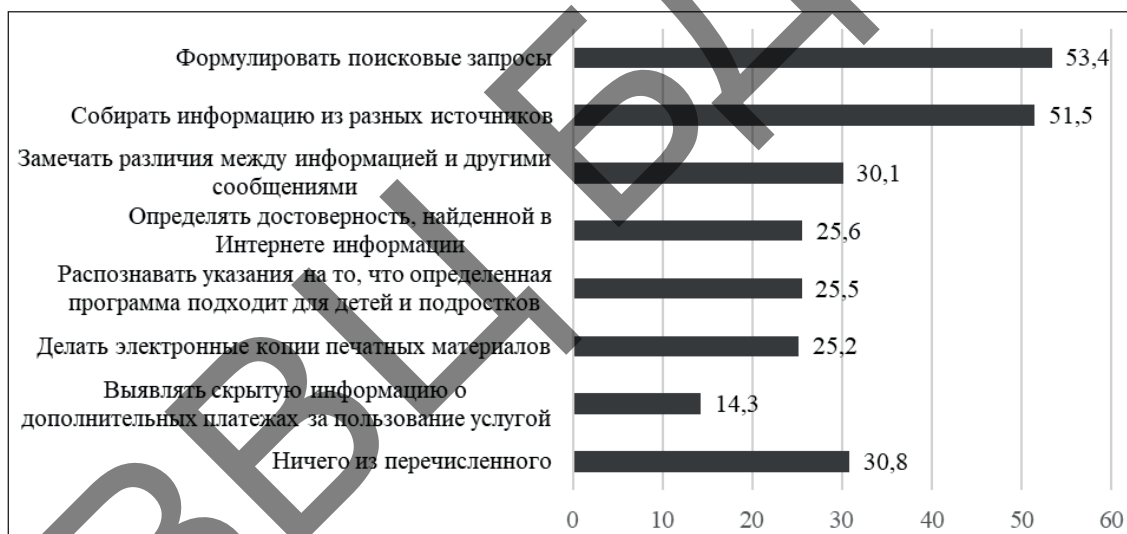 Формулировать поисковые запросы 53,4
Собирать информацию из разных источников 51,5
Замечать различия между информацией и другими
сообщениями 30,1
Определять достоверность, найденной в
Интернете информации 25,6
Распознавать указания на то, что определенная
программа подходит для детей и подростков 25,5
Делать электронные копии печатных материалов 25,2
Выявлять скрытую информацию о
дополнительных платежах за пользование услугой 14,3
Ничего из перечисленного 30,8
0 10 20 30 40 50 60